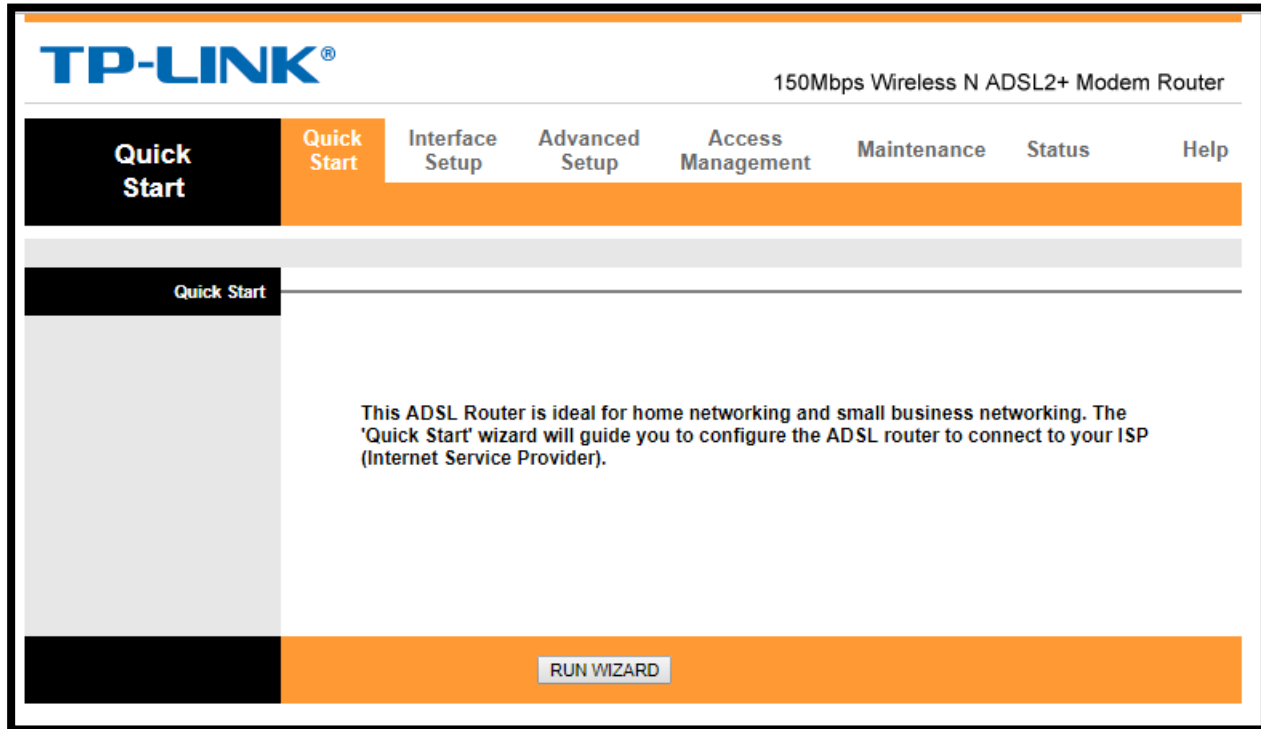 TP-LINK®
150Mbps Wireless N ADSL2+ Modem Router
Quick
Start
Quick
Start
Interface
Setup
Advanced
Setup
Access
Management
Maintenance
Status
Help
Quick Start
This ADSL Router is ideal for home networking and small business networking. The
'Quick Start' wizard will guide you to configure the ADSL router to connect to your ISP
(Internet Service Provider).
RUN WIZARD